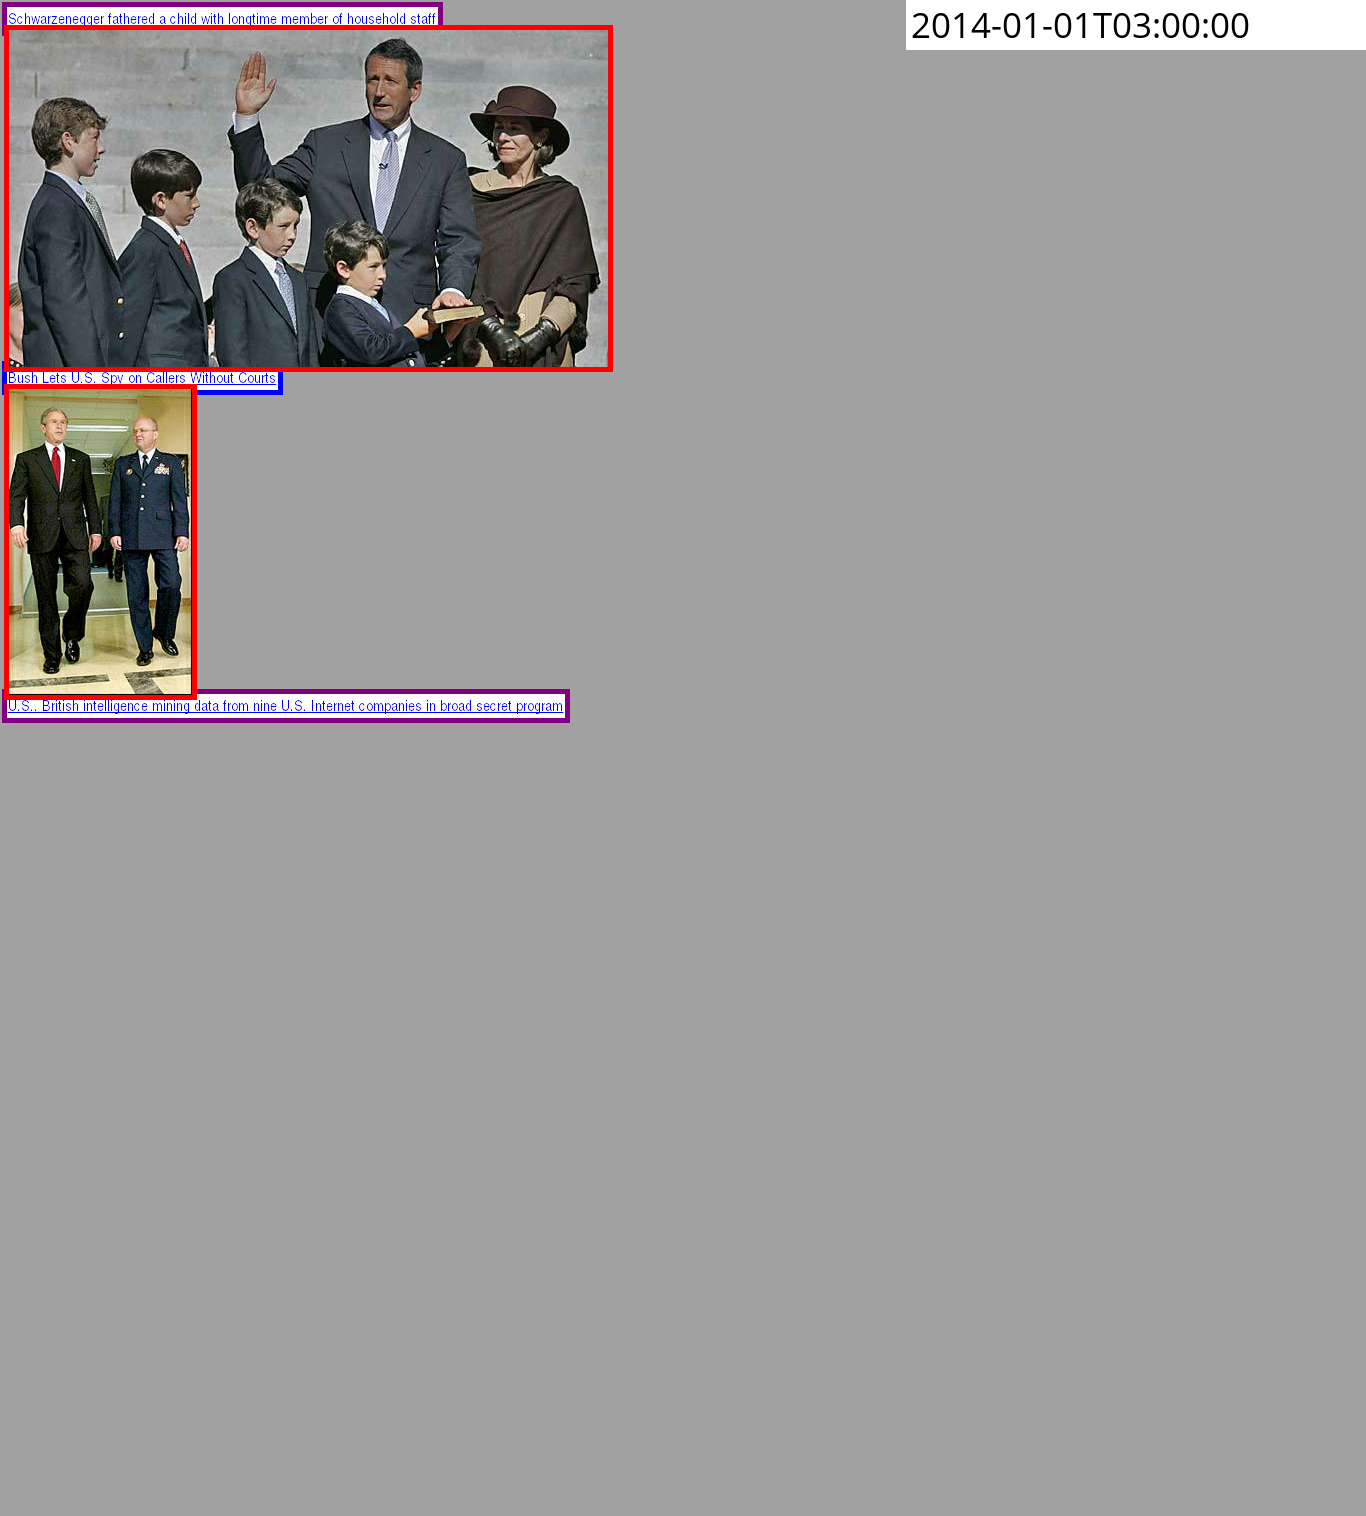 Schwarzenegger fathered a child with longtime member of household staff
2014-01-01T03:00:00
Bush Lets U.S. Spy on Callers Without Courts
U.S., British intelligence mining data from nine U.S. Internet companies in broad secret program